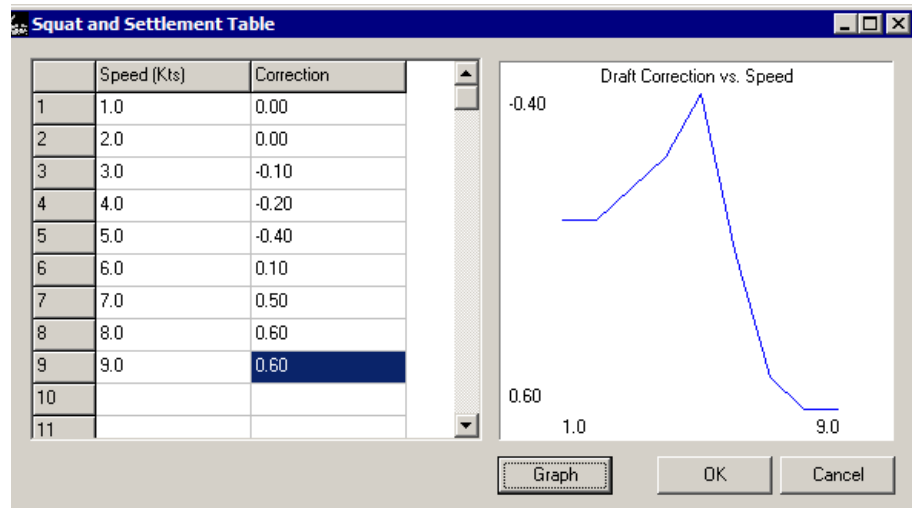 Squat and Settlement Table
Speed (Kts) Correction
1 1.0 0.00
2 2.0 0.00
3 3.0 -0.10
4 4.0 -0.20
5 5.0 -0.40
6 6.0 0.10
7 7.0 0.50
8 8.0 0.60
9 9.0 0.60
10
11
Draft Correction vs. Speed
-0.40
0.60
1.0 9.0
Graph OK Cancel